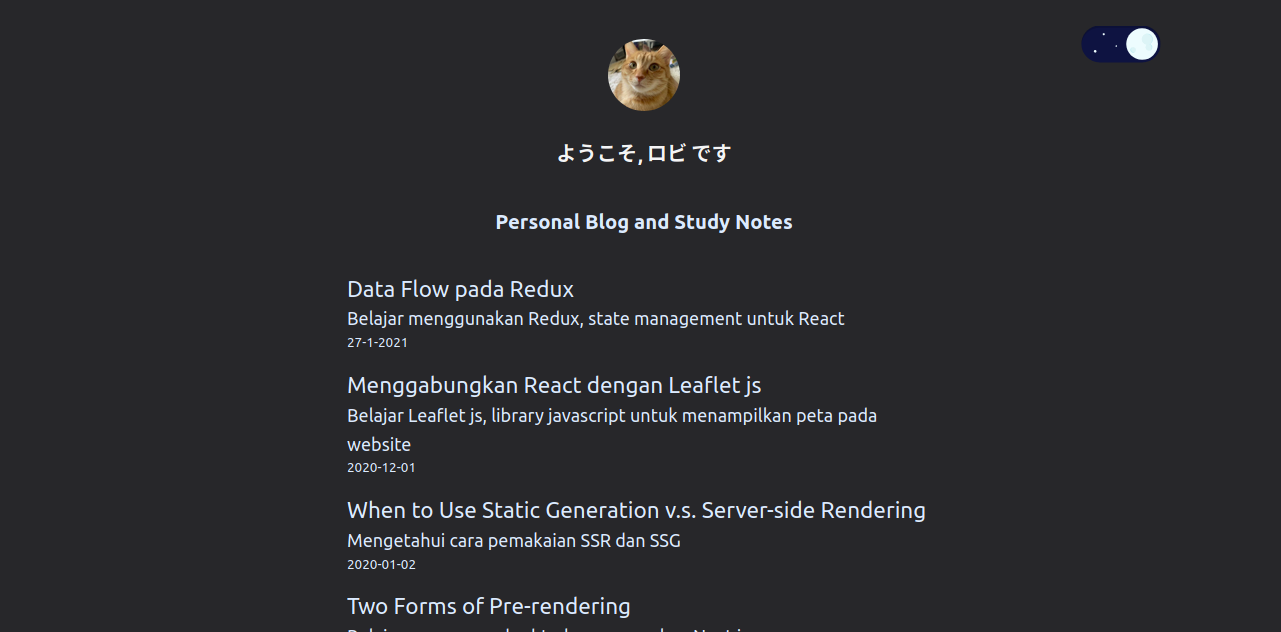 ようこそ, ロビ です
Personal Blog and Study Notes
Data Flow pada Redux
Belajar menggunakan Redux, state management untuk React
27-1-2021
Menggabungkan React dengan Leaflet js
Belajar Leaflet js, library javascript untuk menampilkan peta pada
website
2020-12-01
When to Use Static Generation v.s. Server-side Rendering
Mengetahui cara pemakaian SSR dan SSG
2020-01-02
Two Forms of Pre-rendering